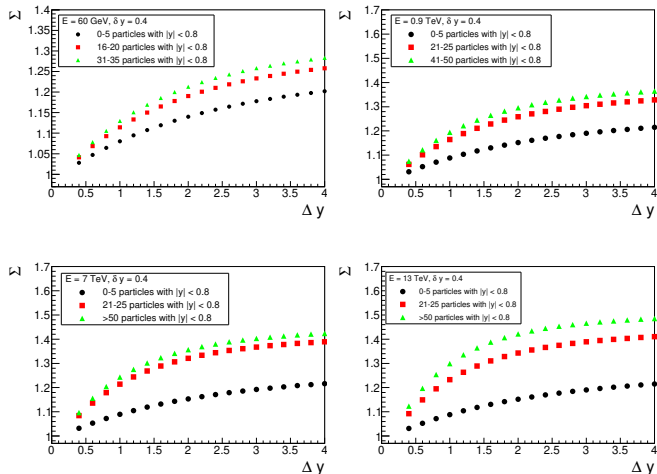 E = 60 GeV, δ y = 0.4
0-5 particles with |y| < 0.8
16-20 particles with |y| < 0.8
31-35 particles with |y| < 0.8
Σ
1.4
1.35
1.3
1.25
1.2
1.15
1.1
1.05
1
0 0.5 1 1.5 2 2.5 3 3.5 4
Δ y
E = 0.9 TeV, δ y = 0.4
0-5 particles with |y| < 0.8
21-25 particles with |y| < 0.8
41-50 particles with |y| < 0.8
Σ
1.7
1.6
1.5
1.4
1.3
1.2
1.1
1
0 0.5 1 1.5 2 2.5 3 3.5 4
Δ y
E = 7 TeV, δ y = 0.4
0-5 particles with |y| < 0.8
21-25 particles with |y| < 0.8
>50 particles with |y| < 0.8
Σ
1.7
1.6
1.5
1.4
1.3
1.2
1.1
1
0 0.5 1 1.5 2 2.5 3 3.5 4
Δ y
E = 13 TeV, δ y = 0.4
0-5 particles with |y| < 0.8
21-25 particles with |y| < 0.8
>50 particles with |y| < 0.8
Σ
1.7
1.6
1.5
1.4
1.3
1.2
1.1
1
0 0.5 1 1.5 2 2.5 3 3.5 4
Δ y